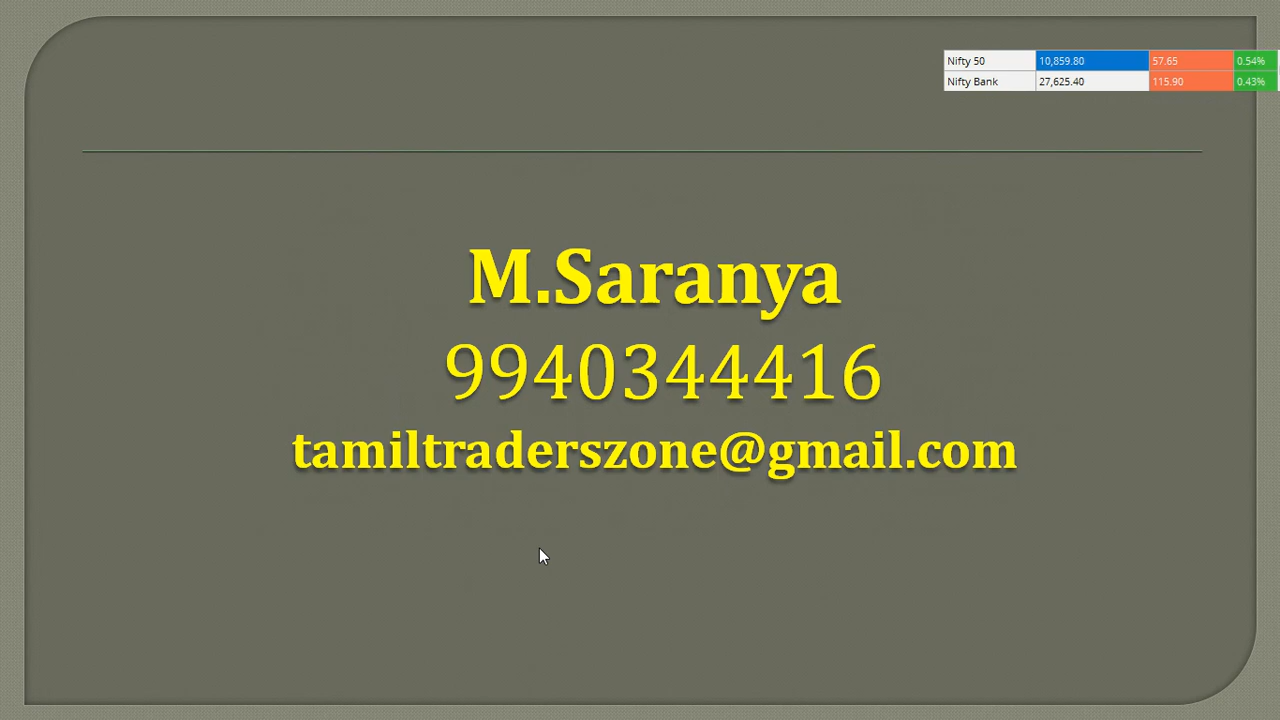 Nifty 50 10,859.80 57.65 0.54%
Nifty Bank 27,625.40 115.90 0.43%
M.Saranya
9940344416
tamiltraderszone@gmail.com